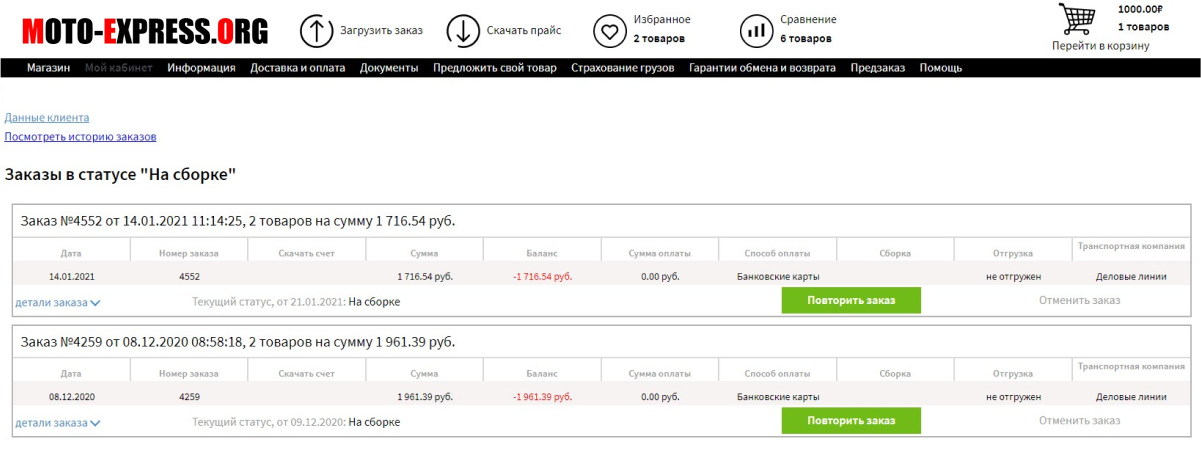 MOTO-EXPRESS.ORG
Загрузить заказ
Скачать прайс
Избранное
2 товаров
Сравнение
6 товаров
1000.00₽
1 товаров
Перейти в корзину
Магазин Мой кабинет Информация Доставка и оплата Документы Предложить свой товар Страхование грузов Гарантии обмена и возврата Предзаказ Помощь
Данные клиента
Посмотреть историю заказов
Заказы в статусе "На сборке"
Заказ №4552 от 14.01.2021 11:14:25, 2 товаров на сумму 1 716.54 руб.
Дата Номер заказа Скачать счет Сумма Баланс Сумма оплаты Способ оплаты Сборка Отгрузка Транспортная компания
14.01.2021 4552 1 716.54 руб. -1 716.54 руб. 0.00 руб. Банковские карты не отгружен Деловые линии
детали заказа Текущий статус, от 21.01.2021: На сборке Повторить заказ Отменить заказ
Заказ №4259 от 08.12.2020 08:58:18, 2 товаров на сумму 1 961.39 руб.
Дата Номер заказа Скачать счет Сумма Баланс Сумма оплаты Способ оплаты Сборка Отгрузка Транспортная компания
08.12.2020 4259 1 961.39 руб. -1 961.39 руб. 0.00 руб. Банковские карты не отгружен Деловые линии
детали заказа Текущий статус, от 09.12.2020: На сборке Повторить заказ Отменить заказ